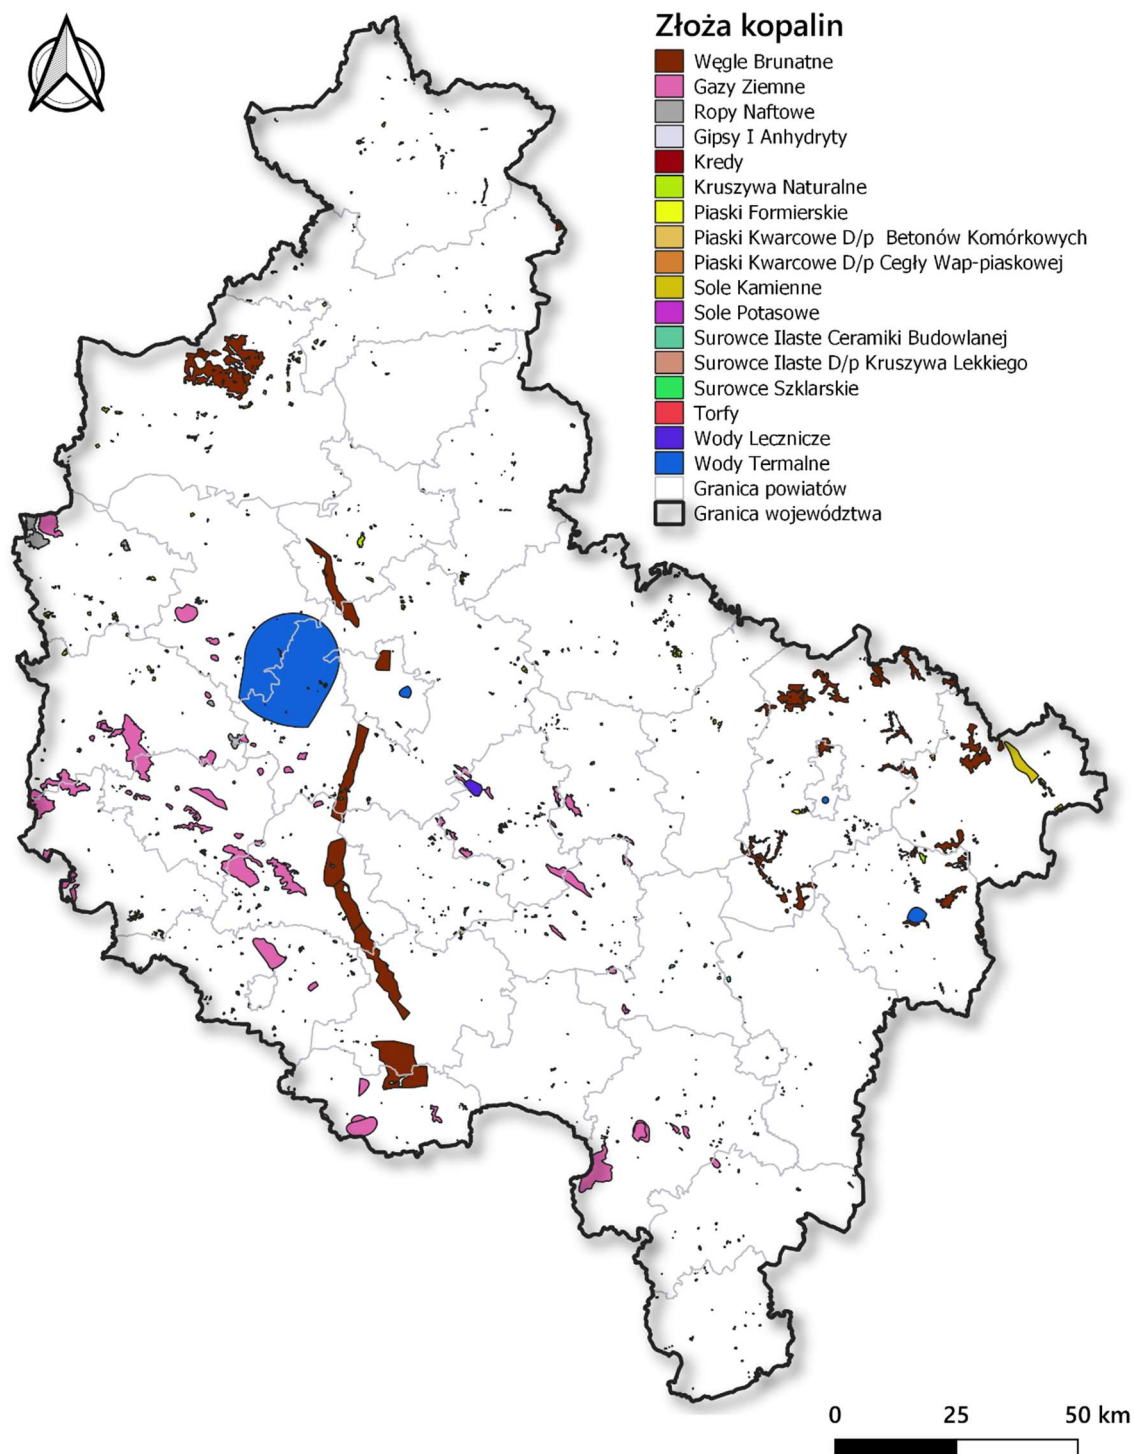 Złoża kopalin
Węgle Brunatne
Gazy Ziemne
Ropy Naftowe
Gipsy I Anhydryty
Kredy
Kruszywa Naturalne
Piaski Formierskie
Piaski Kwarcowe D/p Betonów Komórkowych
Piaski Kwarcowe D/p Cegły Wap-piaskowej
Sole Kamienne
Sole Potasowe
Surowce Ilaste Ceramiki Budowlanej
Surowce Ilaste D/p Kruszywa Lekkiego
Surowce Szklarskie
Torfy
Wody Lecznicze
Wody Termalne
Granica powiatów
Granica województwa
0 25 50 km